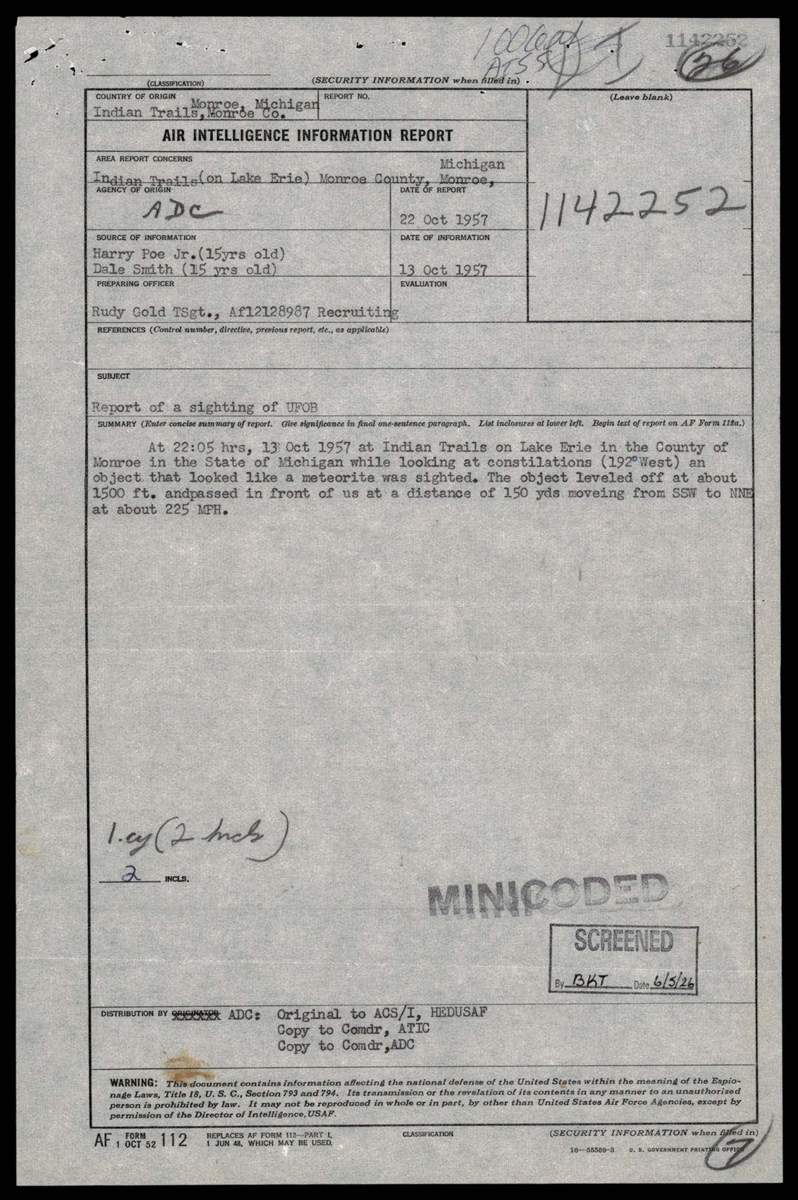 1142252
26
(CLASSIFICATION)
(SECURITY INFORMATION when filled in)
COUNTRY OF ORIGIN
Monroe, Michigan
Indian Trails, Monroe Co.
REPORT NO.
(Leave blank)
AIR INTELLIGENCE INFORMATION REPORT
AREA REPORT CONCERNS
Michigan
Indian Trails(on Lake Erie) Monroe County, Monroe,
AGENCY OF ORIGIN
ADC
DATE OF REPORT
22 Oct 1957
1142252
SOURCE OF INFORMATION
Harry Poe Jr.(15yrs old)
Dale Smith (15 yrs old)
DATE OF INFORMATION
13 Oct 1957
PREPARING OFFICER
Rudy Gold TSgt., Af12128987 Recruiting
EVALUATION
REFERENCES (Control number, directive, previous report, etc., as applicable)
SUBJECT
Report of a sighting of UFOB
SUMMARY (Enter concise summary of report. Give significance in final one-sentence paragraph. List inclosures at lower left. Begin text of report on AF Form 112a.)
At 22:05 hrs, 13 Oct 1957 at Indian Trails on Lake Erie in the County of
Monroe in the State of Michigan while looking at constilations (192°West) an
object that looked like a meteorite was sighted. The object leveled off at about
1500 ft. andpassed in front of us at a distance of 150 yds moveing from SSW to NNE
at about 225 MPH.
1.cy (2 Incls)
2 INCLS.
MINICODED
SCREENED
By BKT Date 6/5/26
DISTRIBUTION BY ORIGINATOR ADC: Original to ACS/I, HEDUSAF
Copy to Comdr, ATIC
Copy to Comdr,ADC
WARNING: This document contains information affecting the national defense of the United States within the meaning of the Espio-
nage Laws, Title 18, U. S. C., Section 793 and 794. Its transmission or the revelation of its contents in any manner to an unauthorized
person is prohibited by law. It may not be reproduced in whole or in part, by other than United States Air Force Agencies, except by
permission of the Director of Intelligence, USAF.
AF FORM 1 OCT 52 112
REPLACES AF FORM 112—PART I,
1 JUN 48, WHICH MAY BE USED.
CLASSIFICATION
(SECURITY INFORMATION when filled in)
16—55569-3 U. S. GOVERNMENT PRINTING OFFICE
7